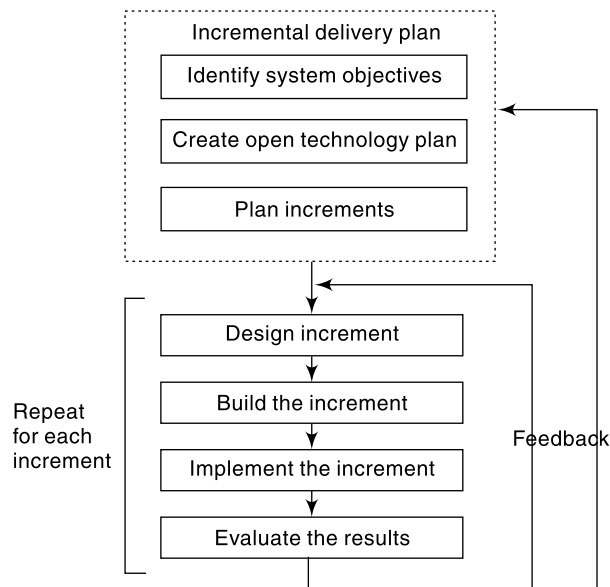 Incremental delivery plan
Identify system objectives
Create open technology plan
Plan increments
Design increment
Build the increment
Implement the increment
Evaluate the results
Repeat
for each
increment
Feedback